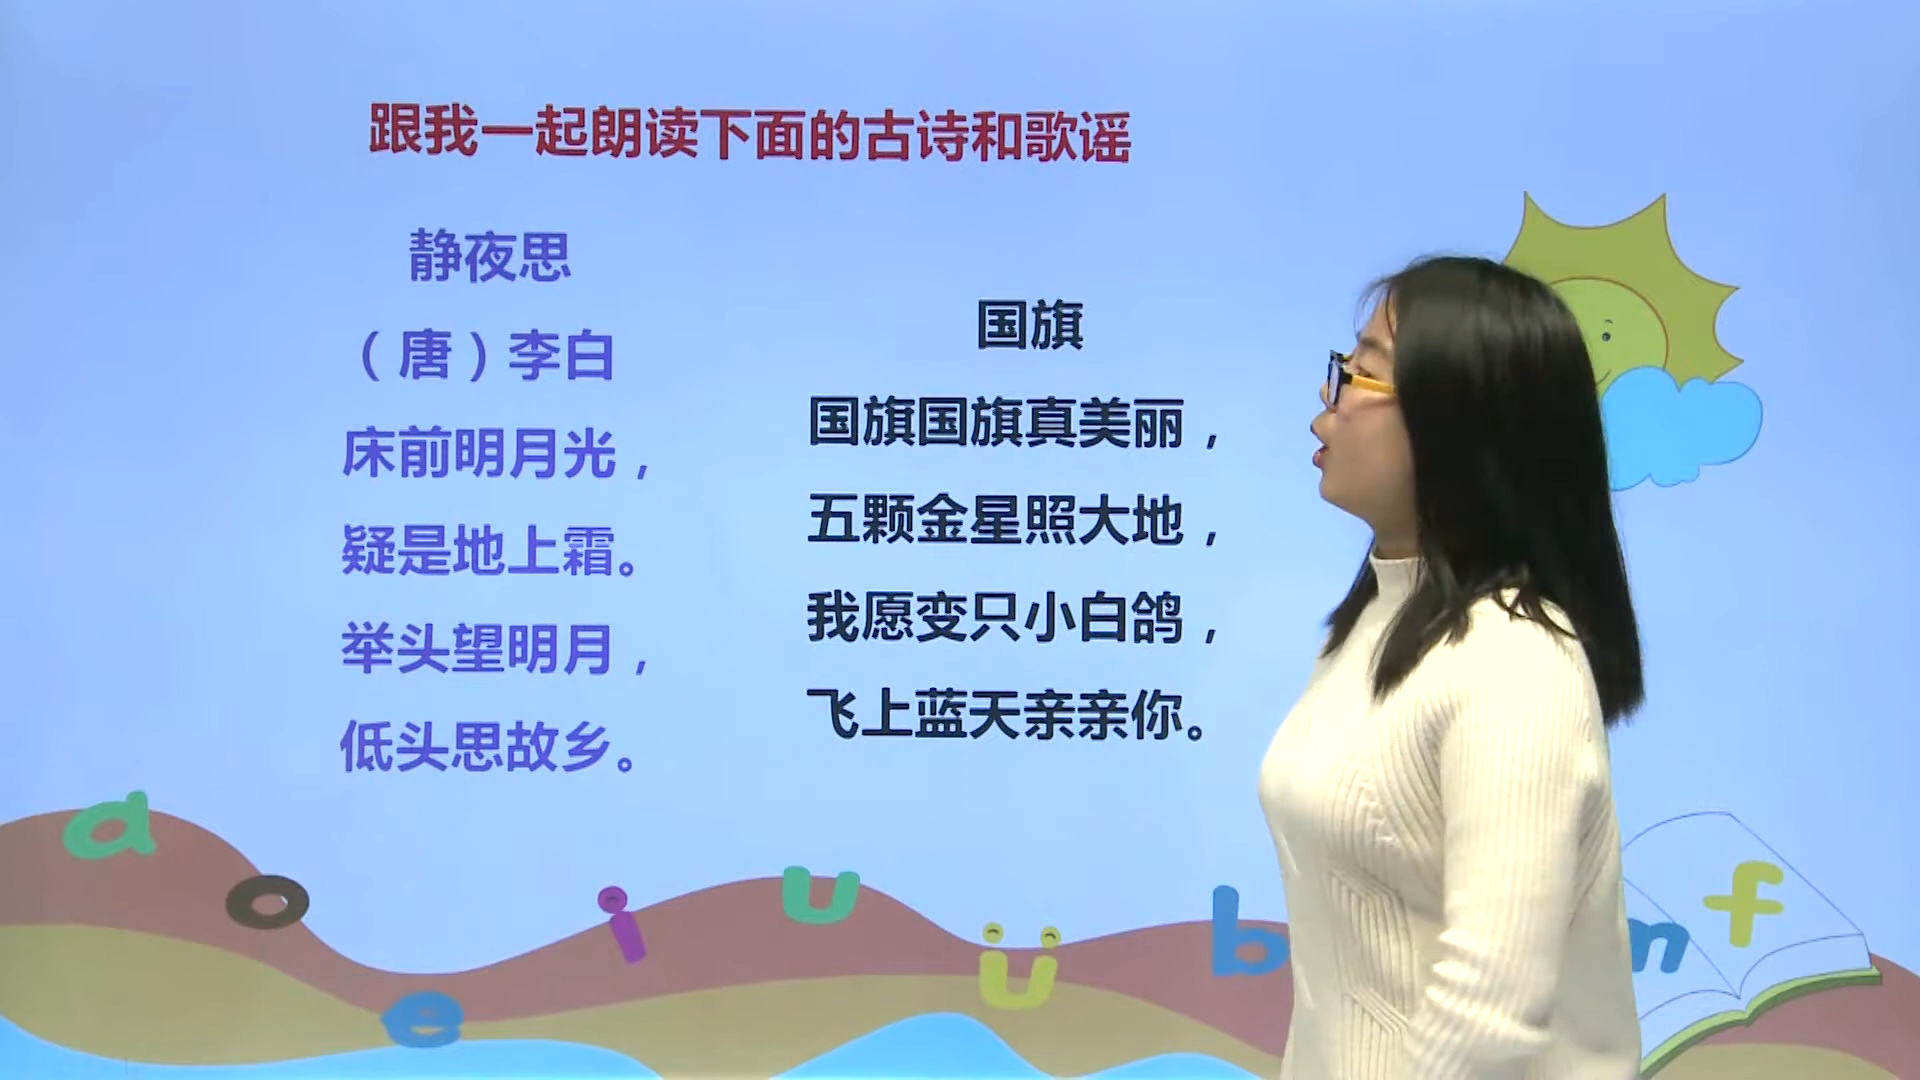 跟我一起朗读下面的古诗和歌谣
静夜思
（唐）李白
床前明月光，
疑是地上霜。
举头望明月，
低头思故乡。
国旗
国旗国旗真美丽，
五颗金星照大地，
我愿变只小白鸽，
飞上蓝天亲亲你。
a
o
e
i
u
ü
b
m
f